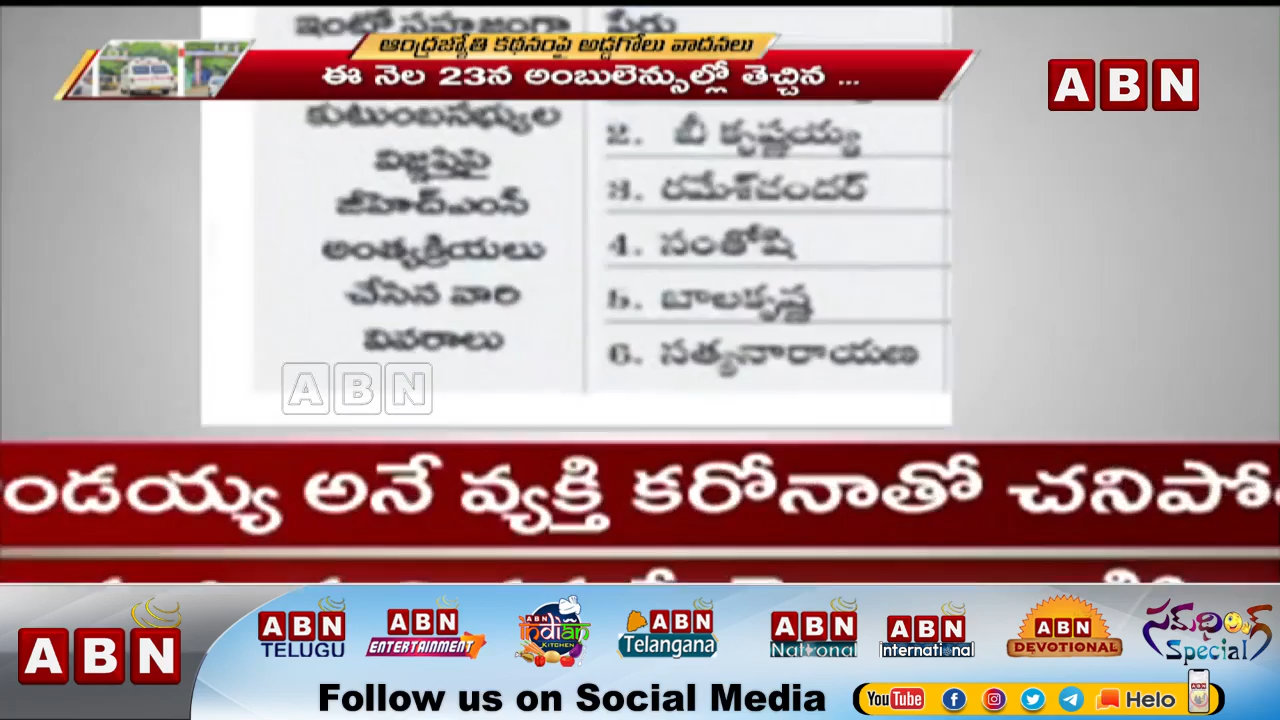 ఇంట్లో సహజంగా పేరు
ఆంధ్రజ్యోతి కథనంపై అడ్డగోలు వాదనలు
ఈ నెల 23న అంబులెన్సుల్లో తెచ్చిన ...
ABN
కుటుంబసభ్యుల
విజ్ఞప్తిపై
జీహెచ్ఎంసీ
అంత్యక్రియలు
చేసిన వారి
వివరాలు
2. బీ కృష్ణయ్య
3. రమేశ్‌చందర్
4. సంతోషి
5. బాలకృష్ణ
6. సత్యనారాయణ
ABN
అనే వ్యక్తి కరోనాతో
ABN
ABN TELUGU
ABN ENTERTAINMENT
ABN Indian KITCHEN
ABN Telangana
ABN National
ABN International
ABN DEVOTIONAL
సమ్‌థింగ్ Special
Follow us on Social Media
YouTube
Helo